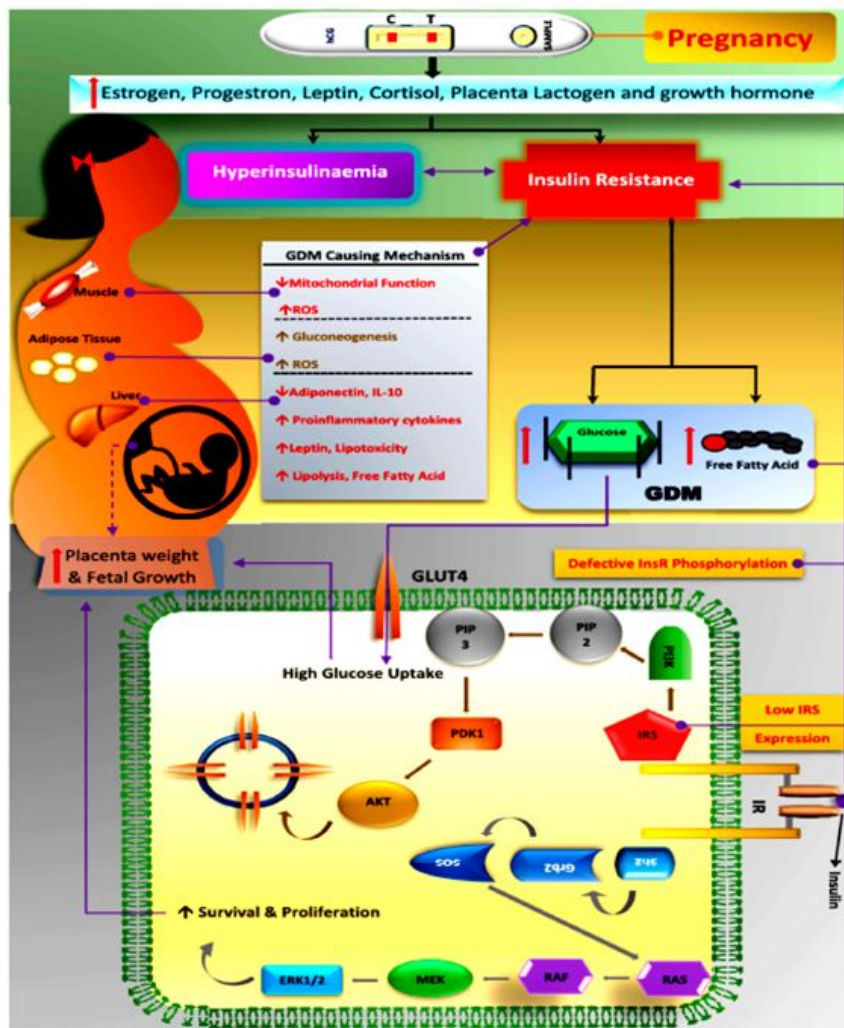 hCG
C T
SAMPLE
Pregnancy
Estrogen, Progestron, Leptin, Cortisol, Placenta Lactogen and growth hormone
Hyperinsulinaemia
Insulin Resistance
GDM Causing Mechanism
↓Mitochondrial Function
↑ROS
↑ Gluconeogenesis
↑ ROS
↓Adiponectin, IL-10
↑ Proinflammatory cytokines
↑Leptin, Lipotoxicity
↑ Lipolysis, Free Fatty Acid
Muscle
Adipose Tissue
Liver
Glucose
Free Fatty Acid
GDM
Placenta weight
& Fetal Growth
Defective InsR Phosphorylation
GLUT4
High Glucose Uptake
PIP
3
PIP
2
PI3K
IRS
Low IRS
Expression
PDK1
AKT
IR
Insulin
SOS
Grb2
Sh2
↑ Survival & Proliferation
ERK1/2
MEK
RAF
RAS